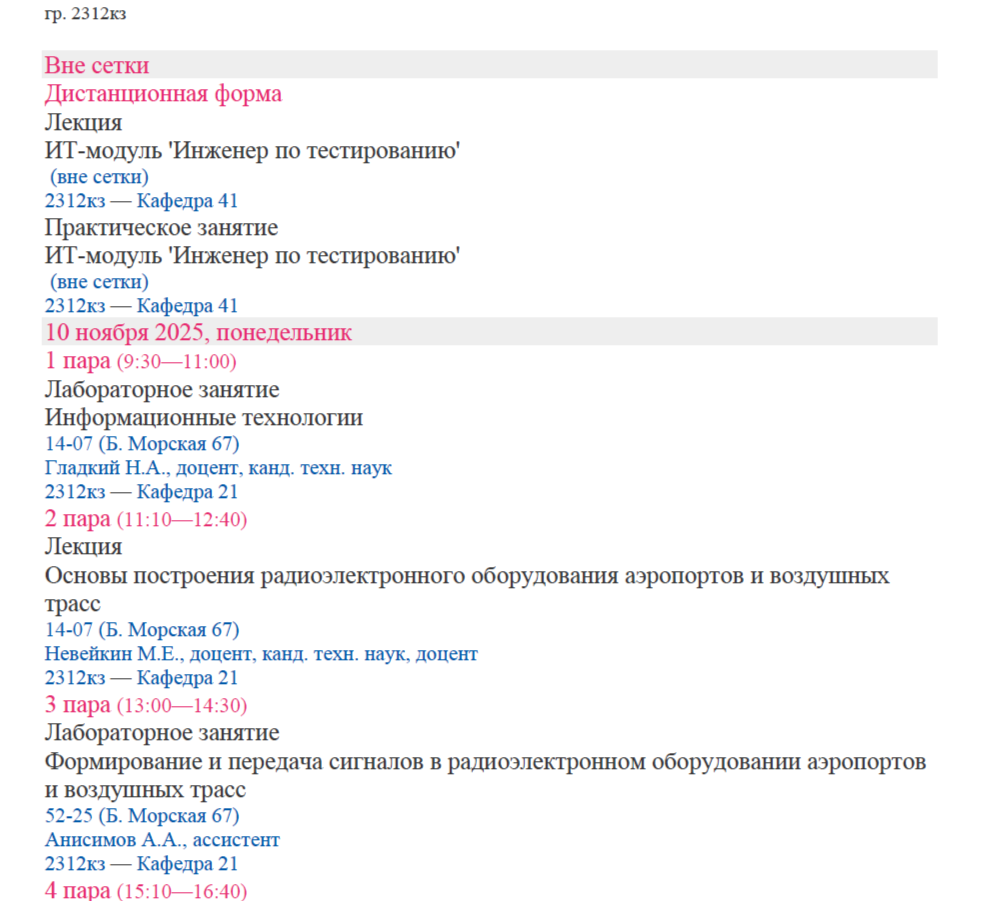 гр. 2312кз
Вне сетки
Дистанционная форма
Лекция
ИТ-модуль 'Инженер по тестированию'
(вне сетки)
2312кз — Кафедра 41
Практическое занятие
ИТ-модуль 'Инженер по тестированию'
(вне сетки)
2312кз — Кафедра 41
10 ноября 2025, понедельник
1 пара (9:30—11:00)
Лабораторное занятие
Информационные технологии
14-07 (Б. Морская 67)
Гладкий Н.А., доцент, канд. техн. наук
2312кз — Кафедра 21
2 пара (11:10—12:40)
Лекция
Основы построения радиоэлектронного оборудования аэропортов и воздушных
трасс
14-07 (Б. Морская 67)
Невейкин М.Е., доцент, канд. техн. наук, доцент
2312кз — Кафедра 21
3 пара (13:00—14:30)
Лабораторное занятие
Формирование и передача сигналов в радиоэлектронном оборудовании аэропортов
и воздушных трасс
52-25 (Б. Морская 67)
Анисимов А.А., ассистент
2312кз — Кафедра 21
4 пара (15:10—16:40)